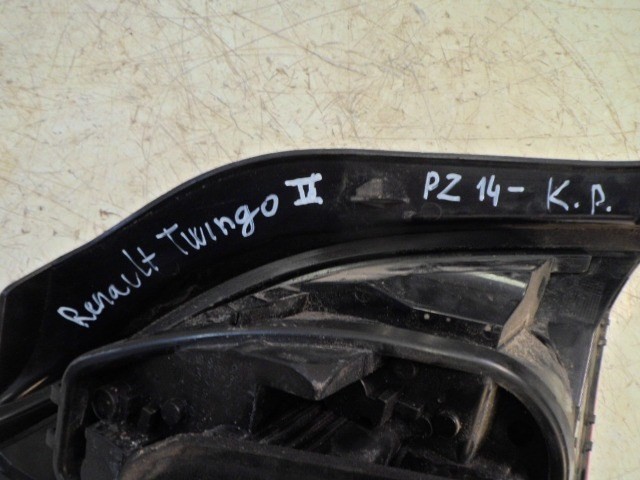 Renault Twingo II
PZ 14 - K.P.